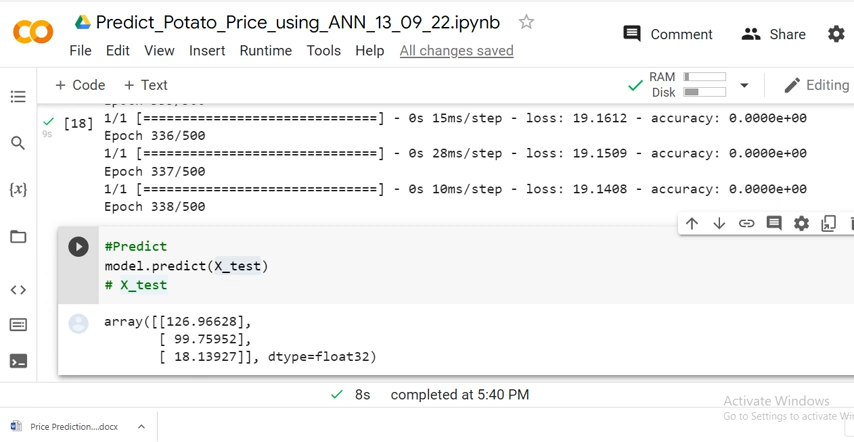 Predict_Potato_Price_using_ANN_13_09_22.ipynb
Comment
Share
File Edit View Insert Runtime Tools Help All changes saved
+ Code + Text
RAM
Disk
Editing
[18]
9s
1/1 [==============================] - 0s 15ms/step - loss: 19.1612 - accuracy: 0.0000e+00
Epoch 336/500
1/1 [==============================] - 0s 28ms/step - loss: 19.1509 - accuracy: 0.0000e+00
Epoch 337/500
1/1 [==============================] - 0s 10ms/step - loss: 19.1408 - accuracy: 0.0000e+00
Epoch 338/500
{x}
#Predict
model.predict(X_test)
# X_test
array([[126.96628],
[ 99.75952],
[ 18.13927]], dtype=float32)
8s completed at 5:40 PM
Activate Windows
Go to Settings to activate
Price Prediction....docx